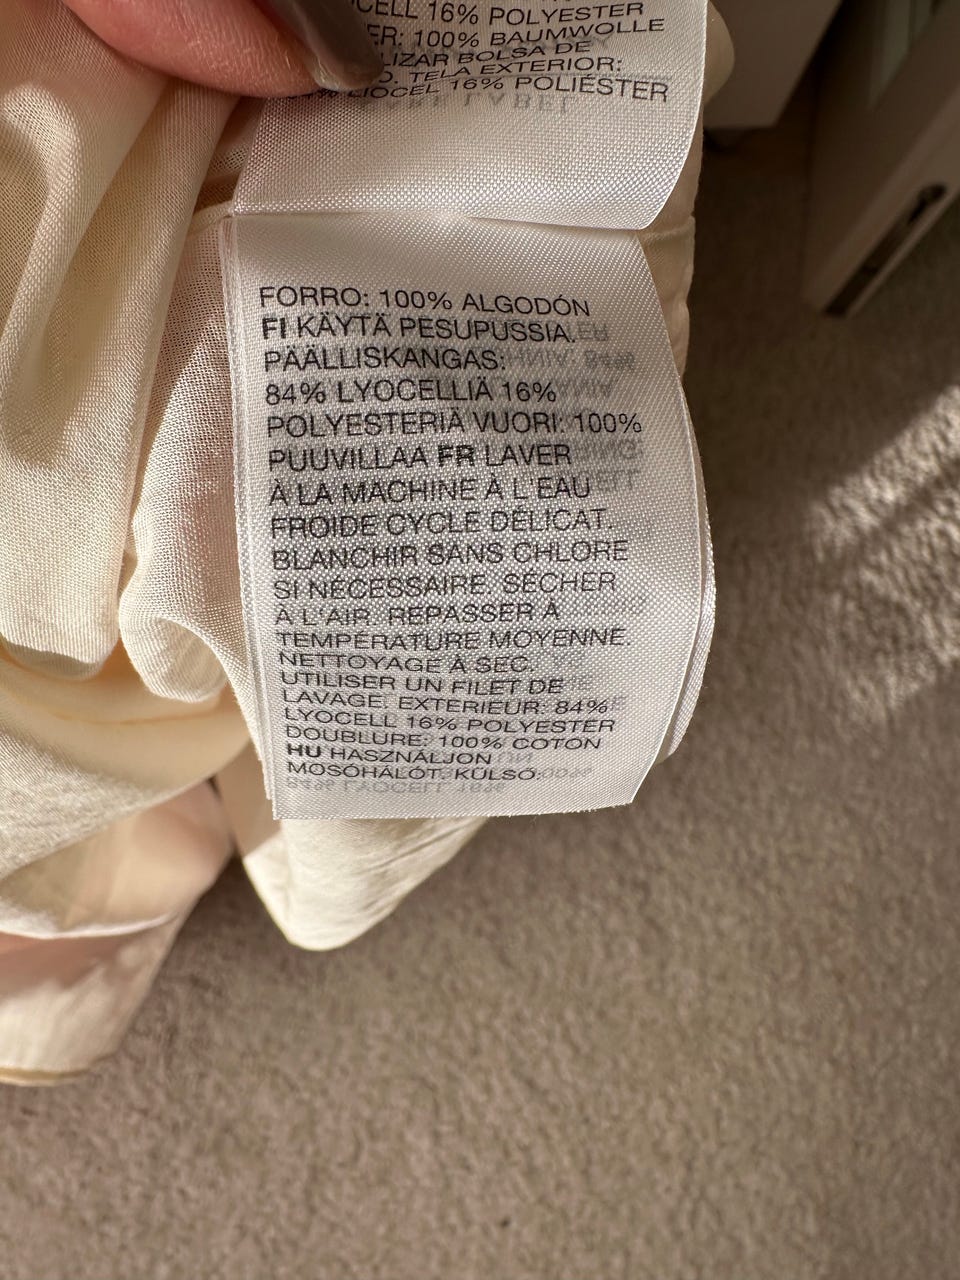 16% POLYESTER
100% BAUMWOLLE
BOLSA DE
TELA EXTERIOR:
LIOCEL 16% POLIÉSTER
FORRO: 100% ALGODÓN
FI KÄYTÄ PESUPUSSIA.
PÄÄLLISKANGAS:
84% LYOCELLIÄ 16%
POLYESTERIÄ VUORI: 100%
PUUVILLAA FR LAVER
À LA MACHINE À L'EAU
FROIDE CYCLE DÉLICAT.
BLANCHIR SANS CHLORE
SI NÉCESSAIRE. SÉCHER
À L'AIR. REPASSER À
TEMPÉRATURE MOYENNE.
NETTOYAGE À SEC.
UTILISER UN FILET DE
LAVAGE. EXTERIEUR: 84%
LYOCELL 16% POLYESTER
DOUBLURE: 100% COTON
HU HASZNÁLJON
MOSÓHÁLÓT. KÜLSŐ: